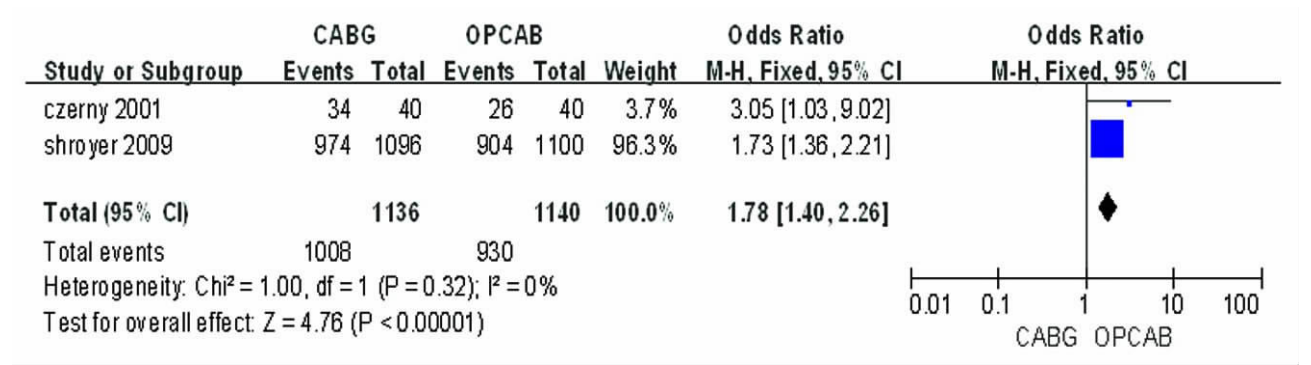 CABG OPCAB Odds Ratio Odds Ratio
Study or Subgroup Events Total Events Total Weight M-H, Fixed, 95% CI M-H, Fixed, 95% CI
czerny 2001 34 40 26 40 3.7% 3.05 [1.03, 9.02]
shroyer 2009 974 1096 904 1100 96.3% 1.73 [1.36, 2.21]
Total (95% CI) 1136 1140 100.0% 1.78 [1.40, 2.26]
Total events 1008 930
Heterogeneity: Chi² = 1.00, df = 1 (P = 0.32); I² = 0%
Test for overall effect: Z = 4.76 (P < 0.00001)
0.01 0.1 1 10 100
CABG OPCAB